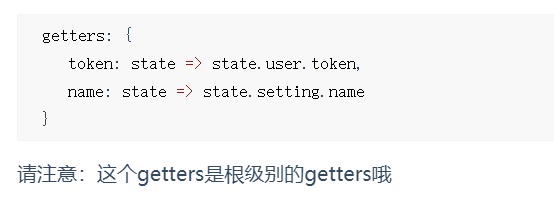 getters: {
token: state => state.user.token,
name: state => state.setting.name
}
请注意：这个getters是根级别的getters哦